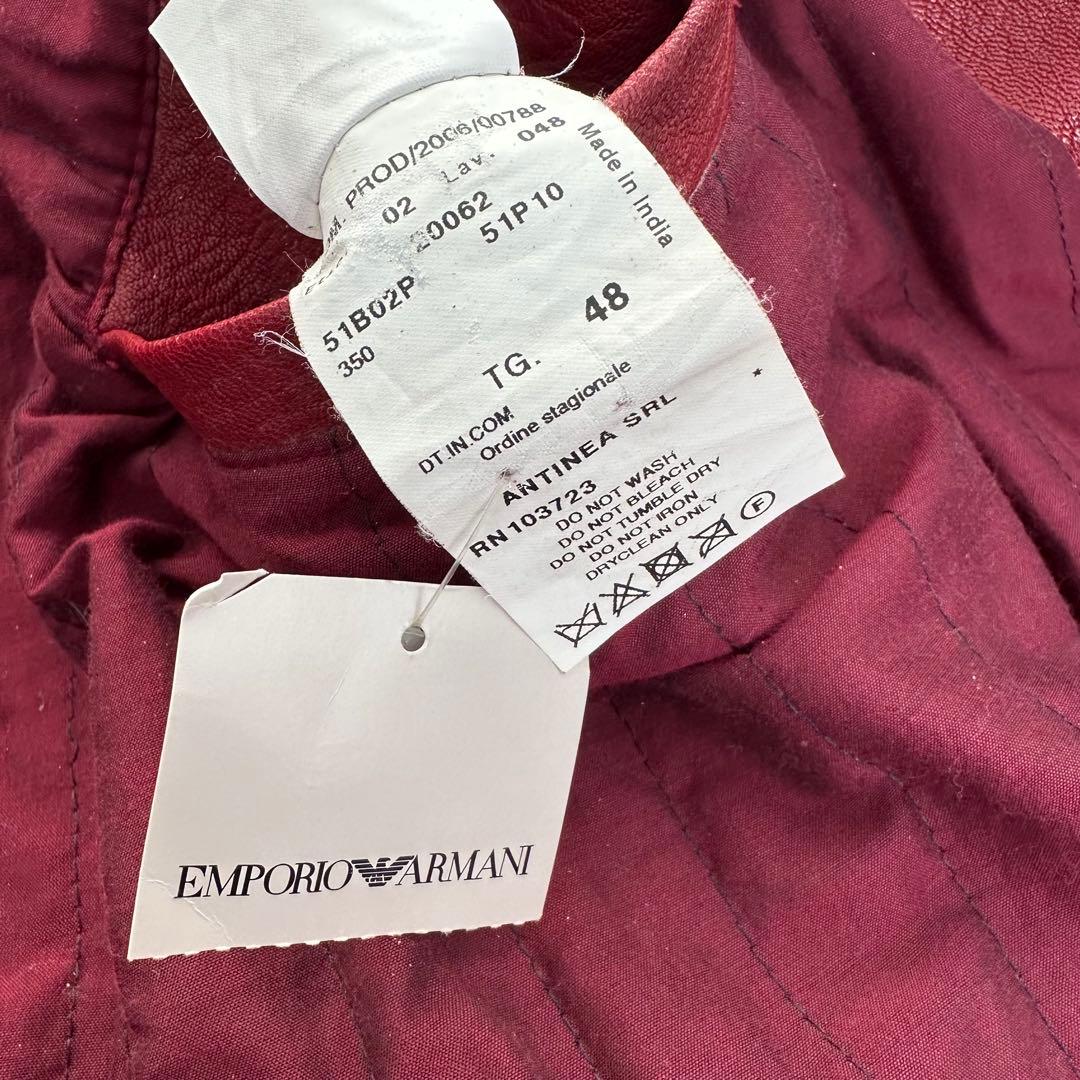 PROD/2006/00788
02 Lav. 048
20062
51P10
Made in India
51B02P
350
TG. 48
DT.IN.COM
Ordine stagionale
*
ANTINEA SRL
RN103723
DO NOT WASH
DO NOT BLEACH
DO NOT TUMBLE DRY
DO NOT IRON
DRYCLEAN ONLY
F
EMPORIO ARMANI